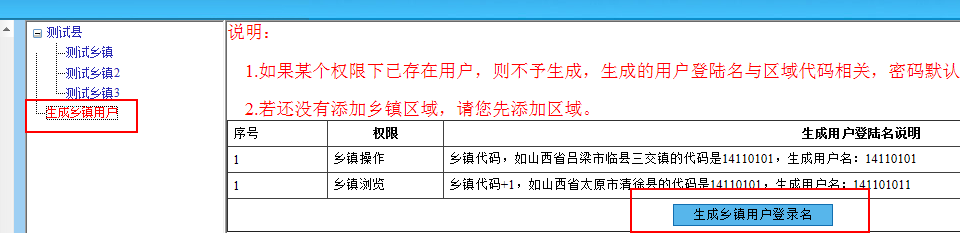 测试县
测试乡镇
测试乡镇2
测试乡镇3
生成乡镇用户
说明：
1.如果某个权限下已存在用户，则不予生成，生成的用户登陆名与区域代码相关，密码默认
2.若还没有添加乡镇区域，请您先添加区域。
序号 权限 生成用户登陆名说明
1 乡镇操作 乡镇代码，如山西省吕梁市临县三交镇的代码是14110101，生成用户名：14110101
1 乡镇浏览 乡镇代码+1，如山西省太原市清徐县的代码是14110101，生成用户名：141101011
生成乡镇用户登录名